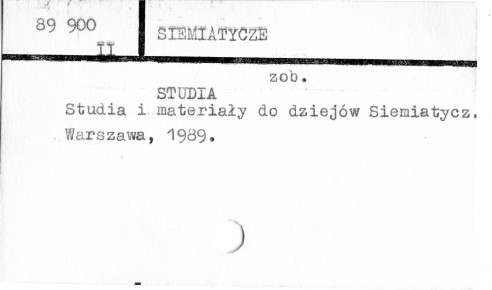 89 900
II
SIEMIATYCZE
zob.
STUDIA
Studia i materiały do dziejów Siemiatycz.
Warszawa, 1989.